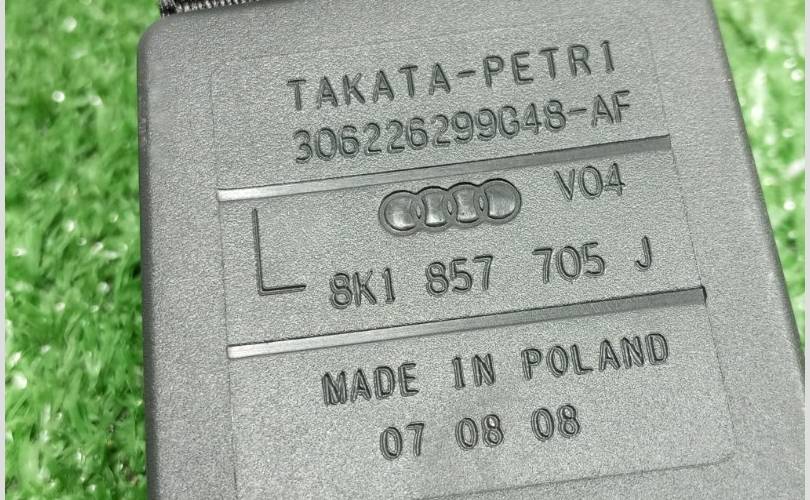 TAKATA-PETRI
306226299G48-AF
V04
L 8K1 857 705 J
MADE IN POLAND
07 08 08